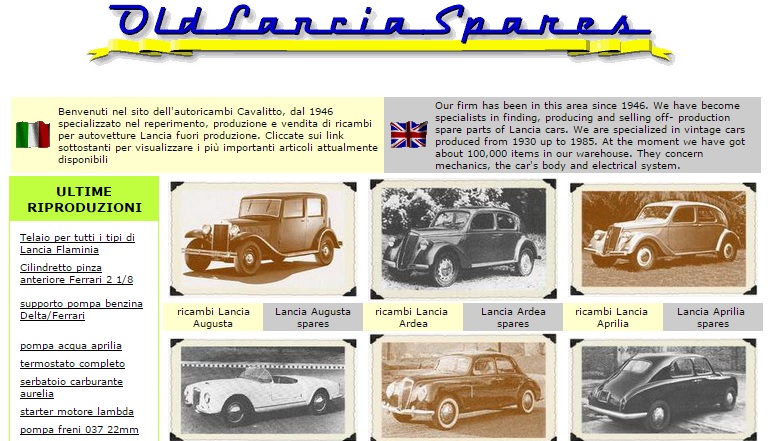 Old Lancia Spares
Benvenuti nel sito dell'autoricambi Cavalitto, dal 1946
specializzato nel reperimento, produzione e vendita di ricambi
per autovetture Lancia fuori produzione. Cliccate sui link
sottostanti per visualizzare i più importanti articoli attualmente
disponibili
Our firm has been in this area since 1946. We have become
specialists in finding, producing and selling off- production
spare parts of Lancia cars. We are specialized in vintage cars
produced from 1930 up to 1985. At the moment we have got
about 100,000 items in our warehouse. They concern
mechanics, the car's body and electrical system.
ULTIME
RIPRODUZIONI
Telaio per tutti i tipi di
Lancia Flaminia
Cilindretto pinza
anteriore Ferrari 2 1/8
supporto pompa benzina
Delta/Ferrari
pompa acqua aprilia
termostato completo
serbatoio carburante
aurelia
starter motore lambda
pompa freni 037 22mm
ricambi Lancia
Augusta
Lancia Augusta
spares
ricambi Lancia
Ardea
Lancia Ardea
spares
ricambi Lancia
Aprilia
Lancia Aprilia
spares